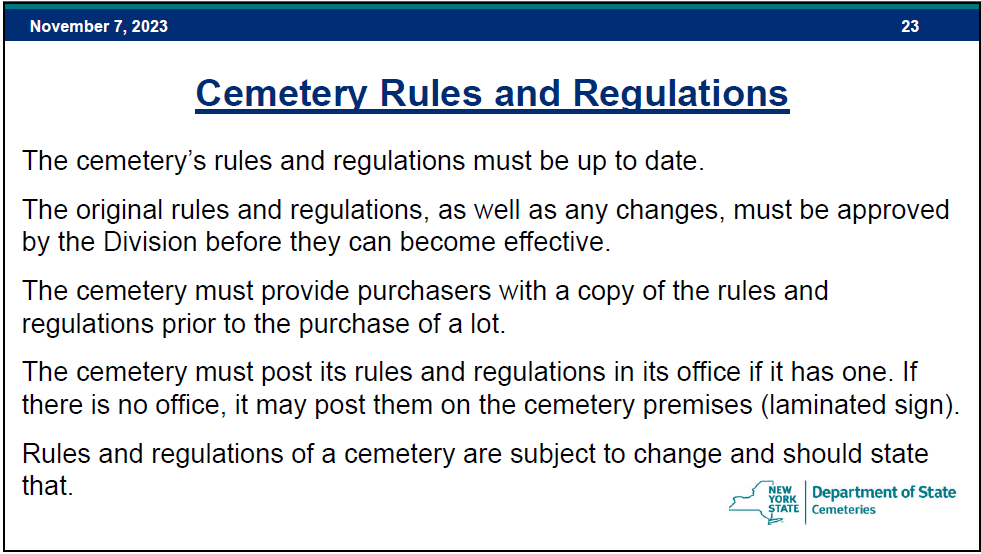 November 7, 2023 23
Cemetery Rules and Regulations
The cemetery’s rules and regulations must be up to date.
The original rules and regulations, as well as any changes, must be approved
by the Division before they can become effective.
The cemetery must provide purchasers with a copy of the rules and
regulations prior to the purchase of a lot.
The cemetery must post its rules and regulations in its office if it has one. If
there is no office, it may post them on the cemetery premises (laminated sign).
Rules and regulations of a cemetery are subject to change and should state
that.
NEW
YORK
STATE
Department of State
Cemeteries